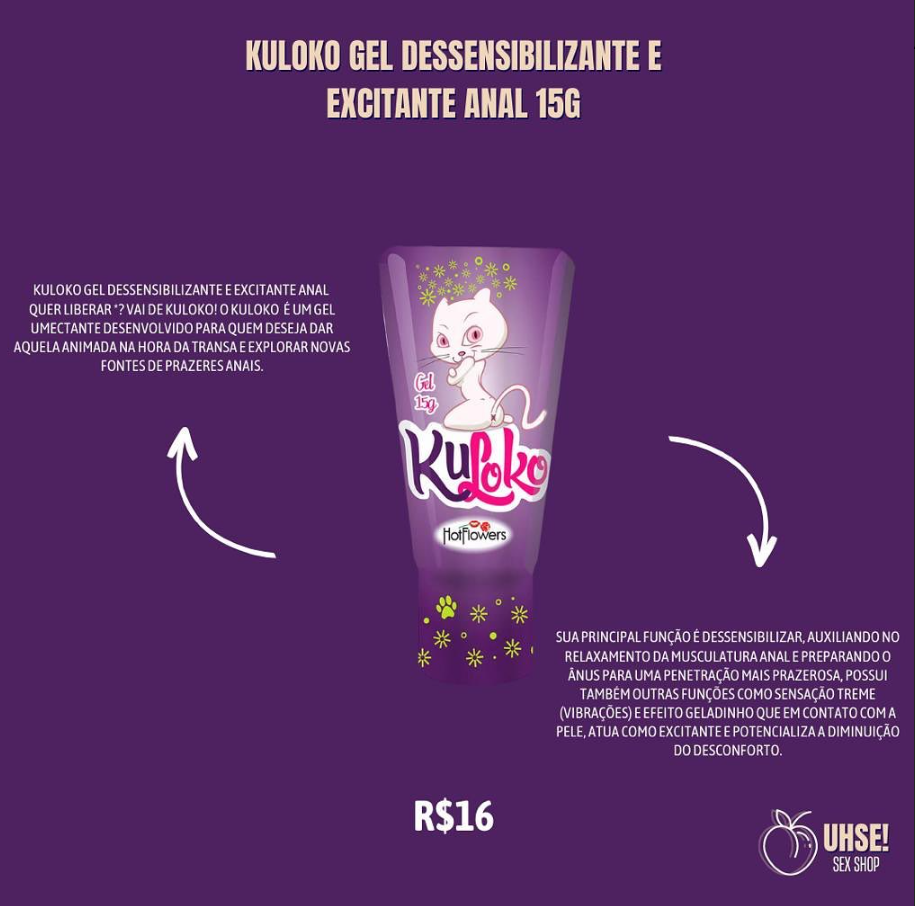 KULOKO GEL DESSENSIBILIZANTE E
EXCITANTE ANAL 15G
KULOKO GEL DESSENSIBILIZANTE E EXCITANTE ANAL
QUER LIBERAR *? VAI DE KULOKO! O KULOKO É UM GEL
UMECTANTE DESENVOLVIDO PARA QUEM DESEJA DAR
AQUELA ANIMADA NA HORA DA TRANSA E EXPLORAR NOVAS
FONTES DE PRAZERES ANAIS.
Gel
15g
KuLoko
HotFlowers
SUA PRINCIPAL FUNÇÃO É DESSENSIBILIZAR, AUXILIANDO NO
RELAXAMENTO DA MUSCULATURA ANAL E PREPARANDO O
ÂNUS PARA UMA PENETRAÇÃO MAIS PRAZEROSA, POSSUI
TAMBÉM OUTRAS FUNÇÕES COMO SENSAÇÃO TREME
(VIBRAÇÕES) E EFEITO GELADINHO QUE EM CONTATO COM A
PELE, ATUA COMO EXCITANTE E POTENCIALIZA A DIMINUIÇÃO
DO DESCONFORTO.
R$16
UHSE!
SEX SHOP